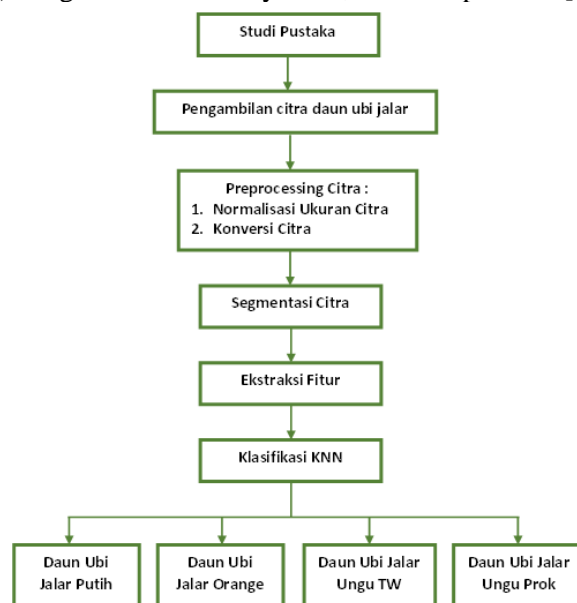 Studi Pustaka
Pengambilan citra daun ubi jalar
Preprocessing Citra :
1. Normalisasi Ukuran Citra
2. Konversi Citra
Segmentasi Citra
Ekstraksi Fitur
Klasifikasi KNN
Daun Ubi
Jalar Putih
Daun Ubi
Jalar Orange
Daun Ubi Jalar
Ungu TW
Daun Ubi Jalar
Ungu Prok